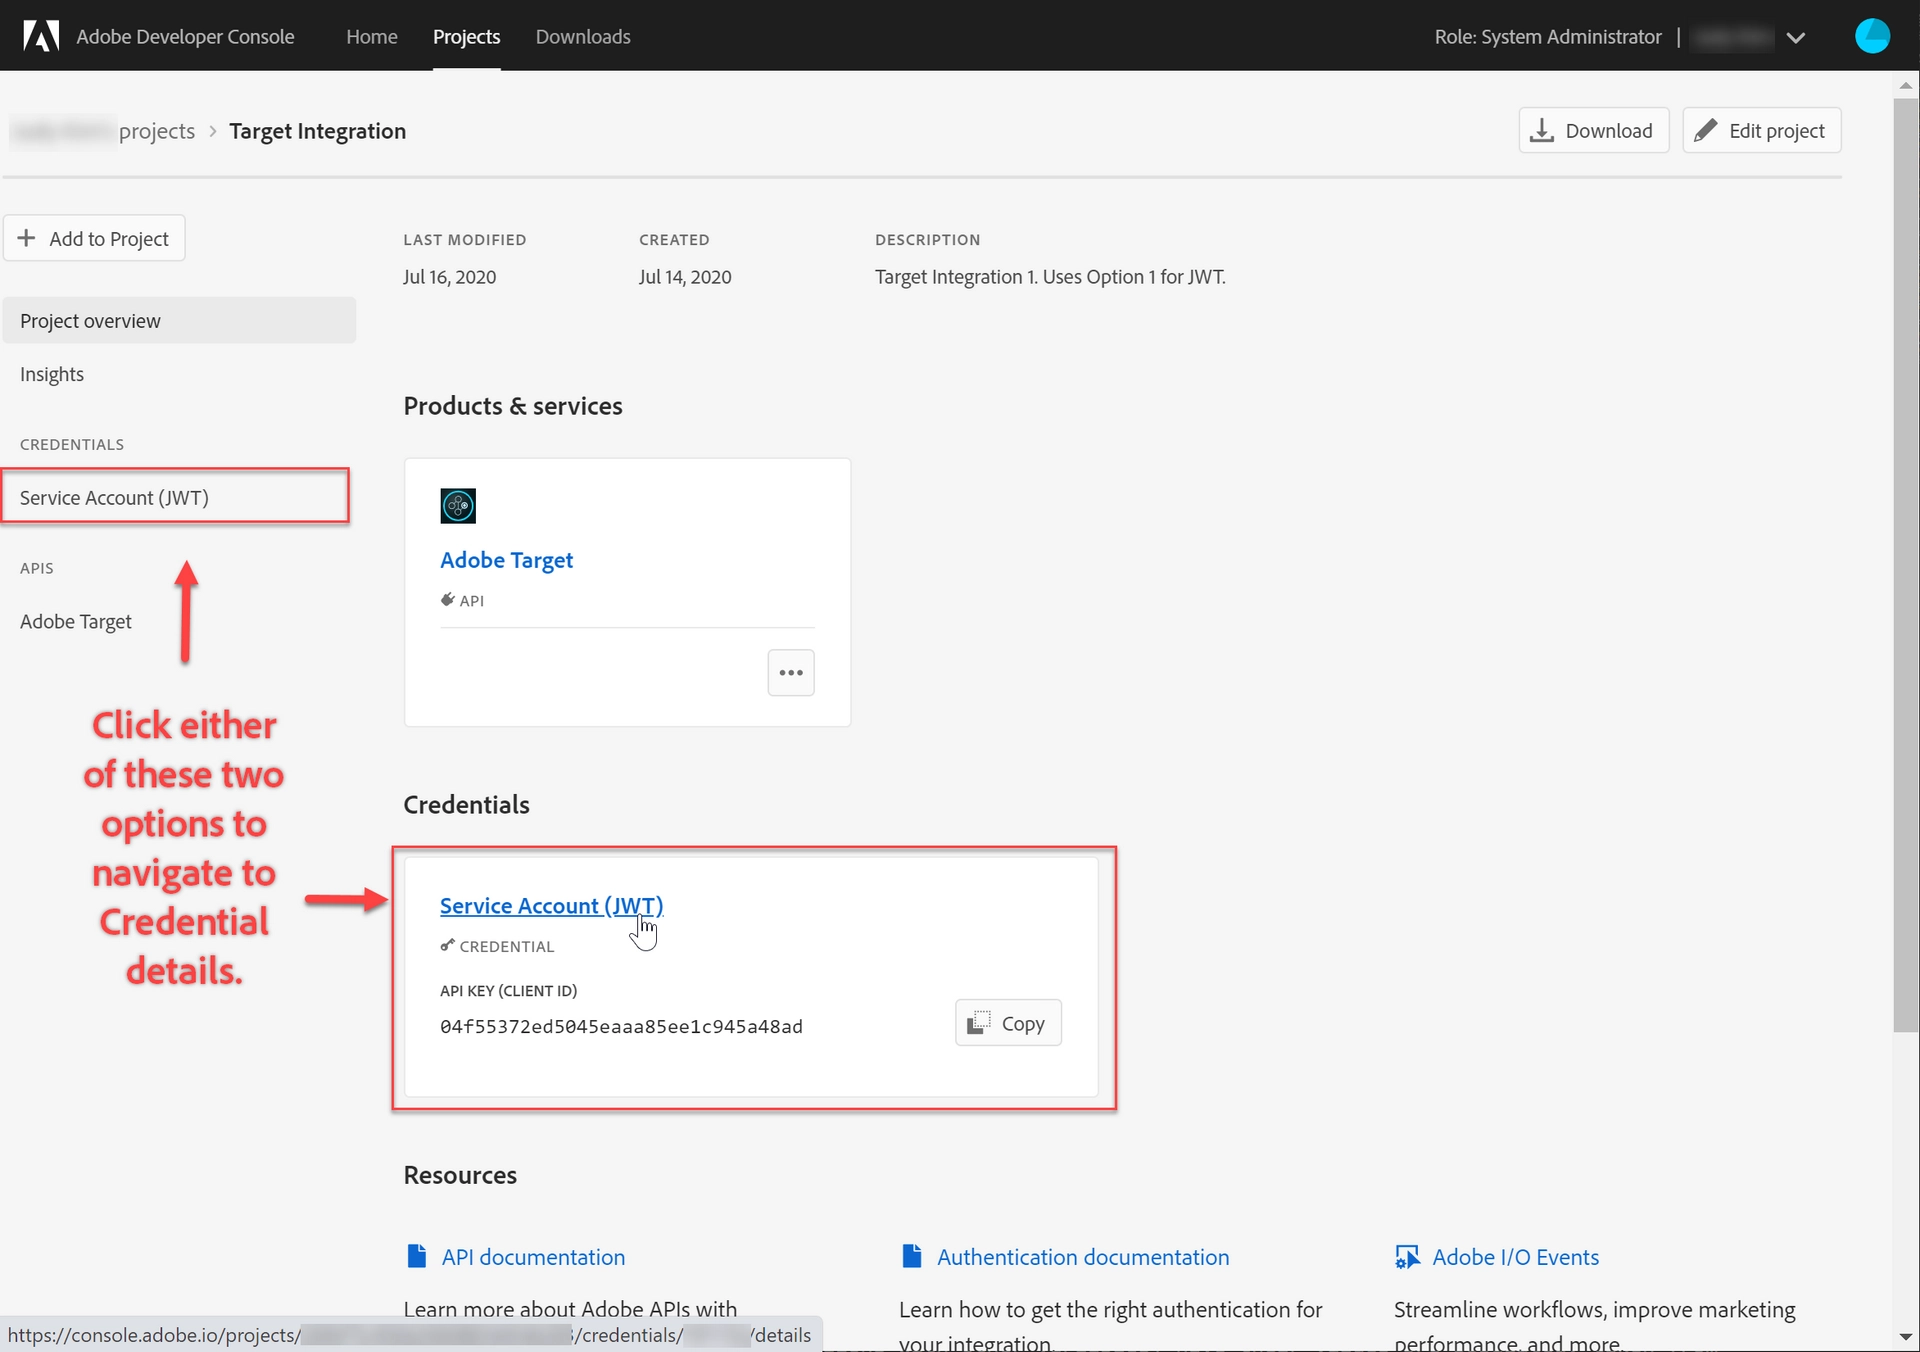 Adobe Developer Console
Home
Projects
Downloads
Role: System Administrator |
projects > Target Integration
Download
Edit project
+ Add to Project
LAST MODIFIED
Jul 16, 2020
CREATED
Jul 14, 2020
DESCRIPTION
Target Integration 1. Uses Option 1 for JWT.
Project overview
Insights
CREDENTIALS
Service Account (JWT)
APIS
Adobe Target
Click either
of these two
options to
navigate to
Credential
details.
Products & services
Adobe Target
API
Credentials
Service Account (JWT)
CREDENTIAL
API KEY (CLIENT ID)
04f55372ed5045eaaa85ee1c945a48ad
Copy
Resources
API documentation
Learn more about Adobe APIs with
Authentication documentation
Learn how to get the right authentication for
your integration.
Adobe I/O Events
Streamline workflows, improve marketing
performance, and more.
https://console.adobe.io/projects/ /credentials/ /details